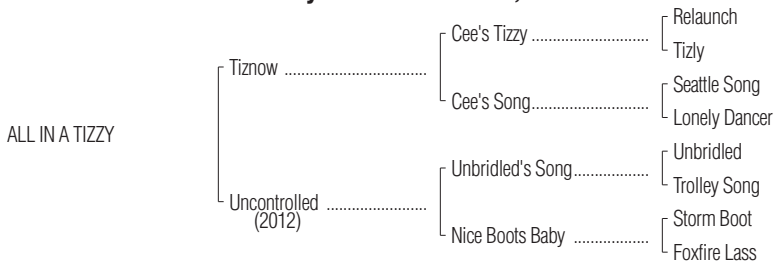 Relaunch
Cee's Tizzy
Tizly
Tiznow
Seattle Song
Cee's Song
Lonely Dancer
ALL IN A TIZZY
Unbridled
Unbridled's Song
Trolley Song
Uncontrolled
(2012)
Storm Boot
Nice Boots Baby
Foxfire Lass